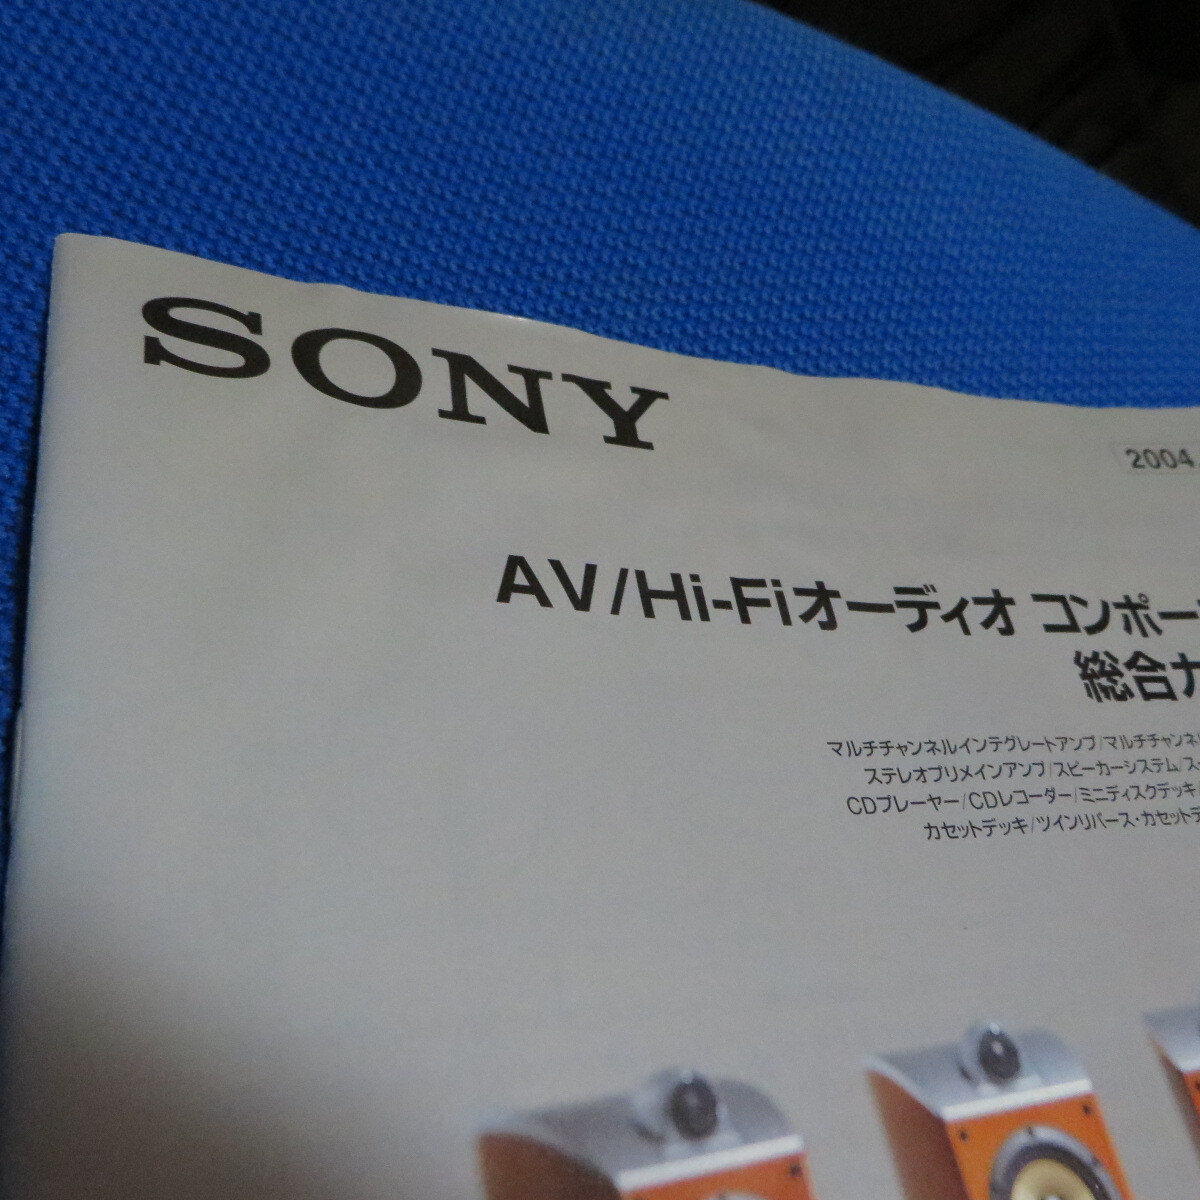 SONY
2004.
AV/Hi-Fiオーディオ コンポー
総合カ
マルチチャンネルインテグレートアンプ/マルチチャンネル
ステレオプリメインアンプ/スピーカーシステム/ス
CDプレーヤー/CDレコーダー/ミニディスクデッキ/
カセットデッキ/ツインリバース・カセットデ